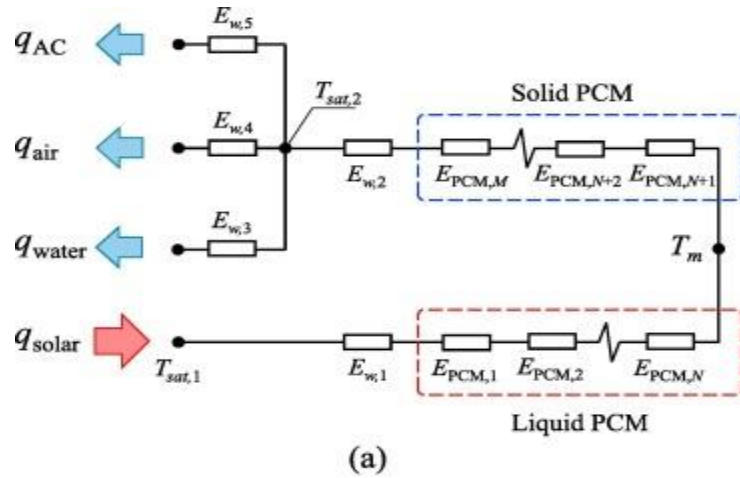 q_AC
E_w,5
T_sat,2
Solid PCM
q_air
E_w,4
E_w,2
E_PCM,M
E_PCM,N+2
E_PCM,N+1
q_water
E_w,3
T_m
q_solar
T_sat,1
E_w,1
E_PCM,1
E_PCM,2
E_PCM,N
Liquid PCM
(a)